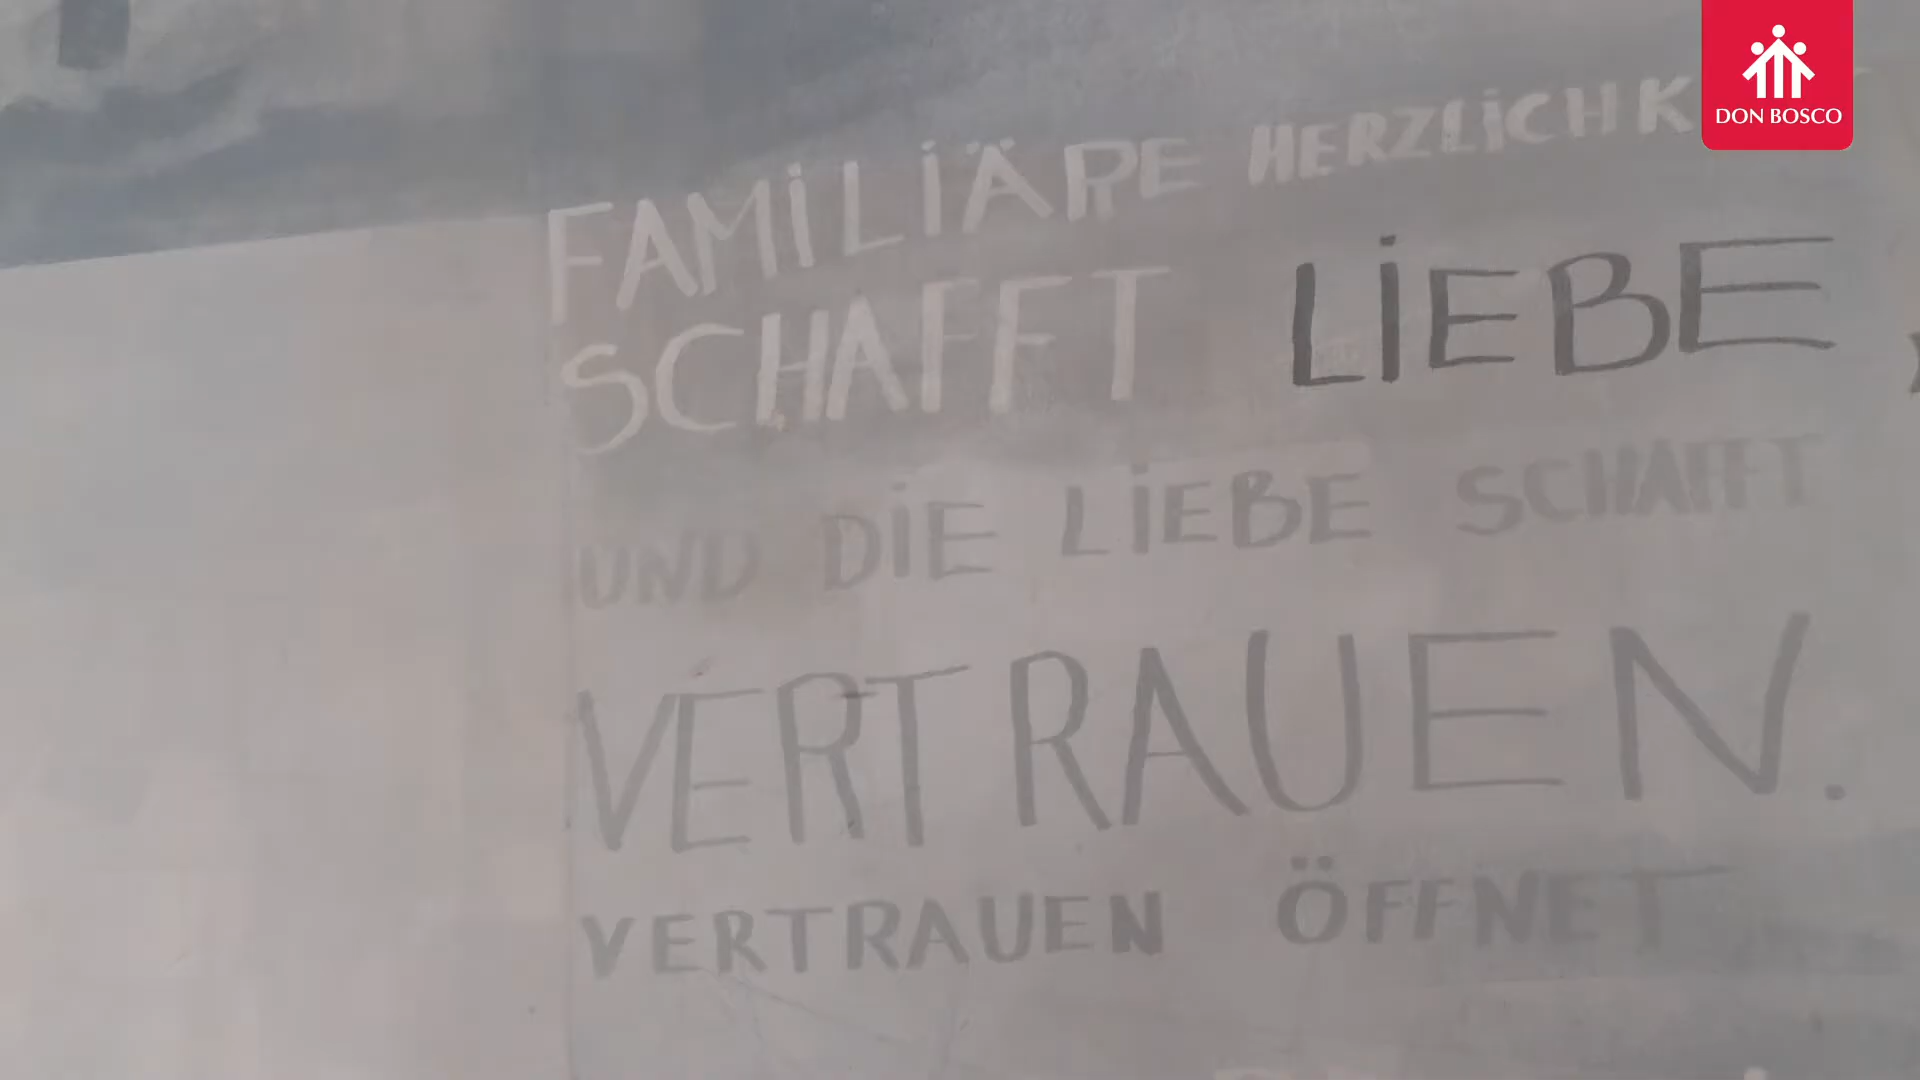 DON BOSCO
FAMILIÄRE HERZLICHK
SCHAFFT LIEBE
UND DIE LIEBE SCHAFFT
VERTRAUEN.
VERTRAUEN ÖFFNET